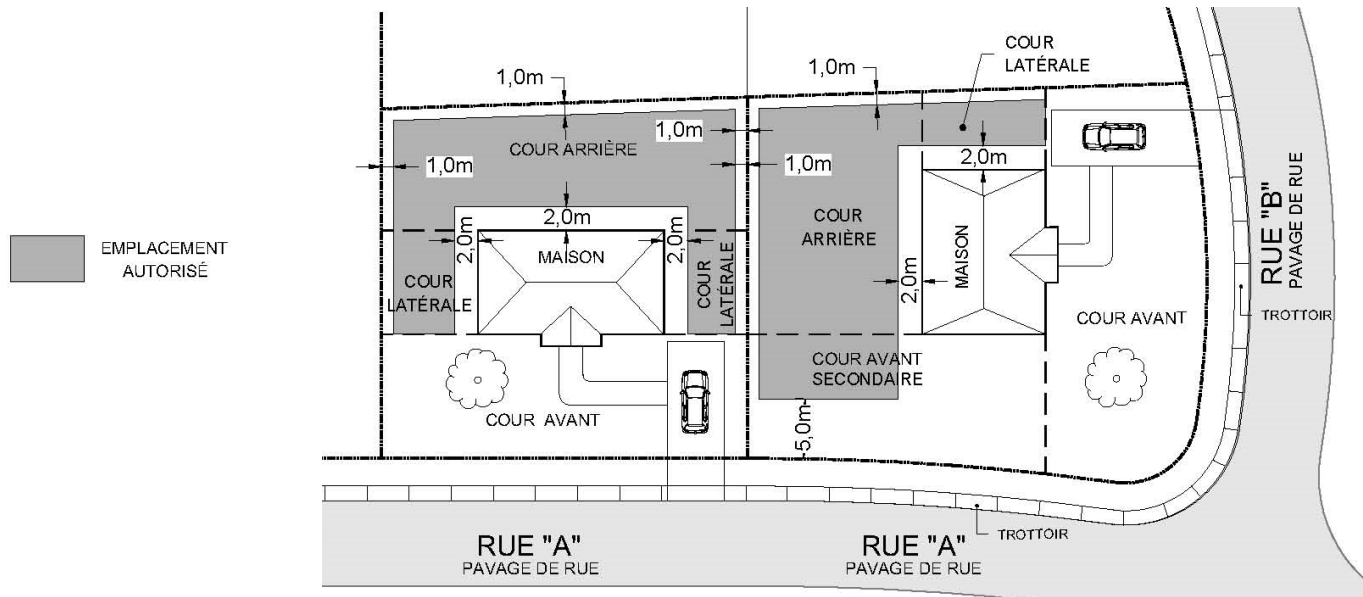 EMPLACEMENT
AUTORISÉ
1,0m
COUR ARRIÈRE
1,0m
1,0m
2,0m
2,0m
2,0m
MAISON
COUR
LATÉRALE
COUR
LATÉRALE
COUR AVANT
1,0m
COUR
LATÉRALE
1,0m
2,0m
COUR
ARRIÈRE
2,0m
MAISON
COUR AVANT
SECONDAIRE
5,0m
COUR AVANT
RUE "B"
PAVAGE DE RUE
TROTTOIR
TROTTOIR
RUE "A"
PAVAGE DE RUE
RUE "A"
PAVAGE DE RUE